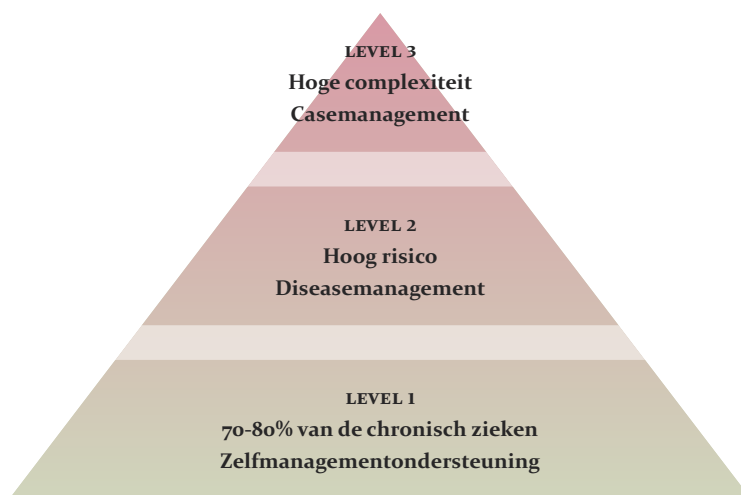 LEVEL 3
Hoge complexiteit
Casemanagement
LEVEL 2
Hoog risico
Diseasemanagement
LEVEL 1
70-80% van de chronisch zieken
Zelfmanagementondersteuning